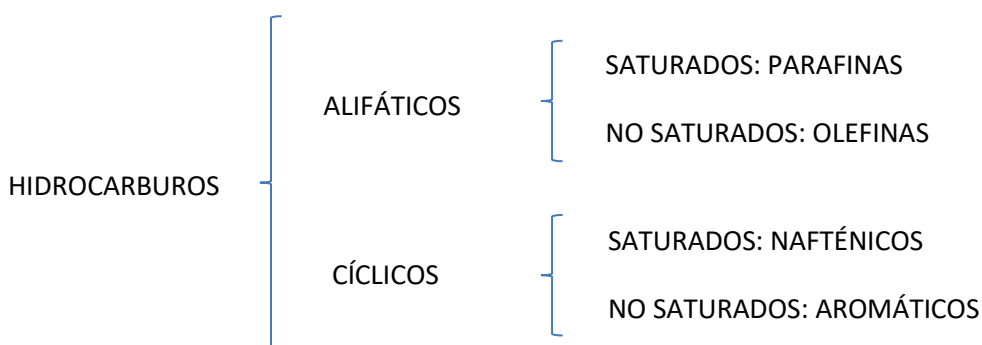 HIDROCARBUROS
ALIFÁTICOS
SATURADOS: PARAFINAS
NO SATURADOS: OLEFINAS
CÍCLICOS
SATURADOS: NAFTÉNICOS
NO SATURADOS: AROMÁTICOS